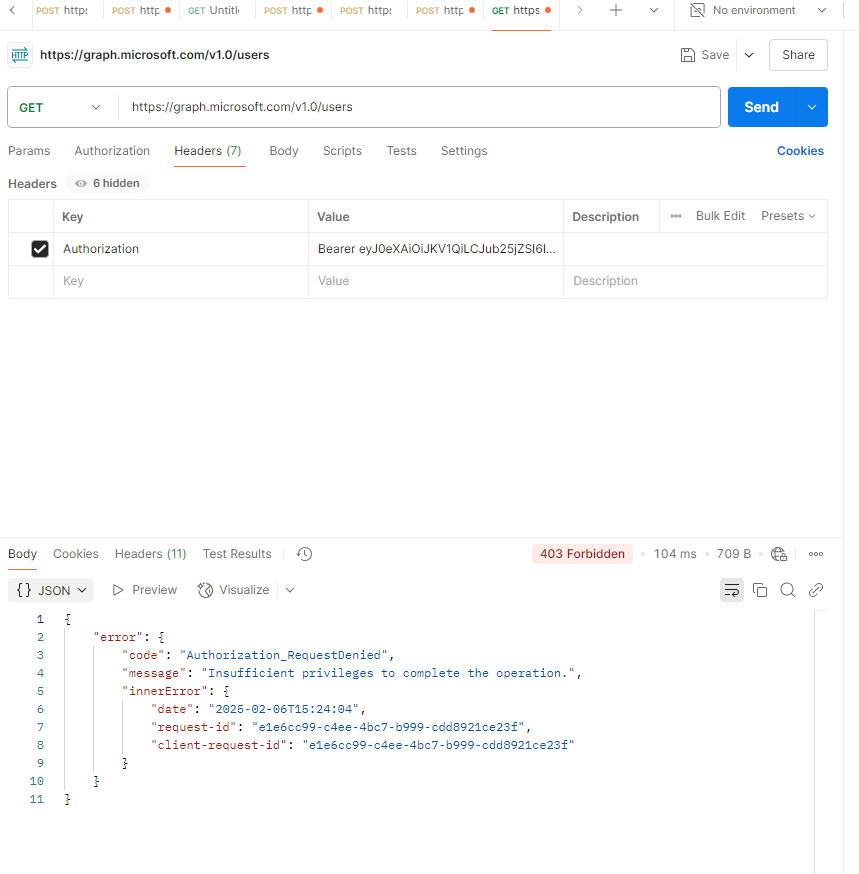 POST https POST http POST GET Untitl POST http POST https POST http GET https No environment
HTTP https://graph.microsoft.com/v1.0/users Save Share
GET https://graph.microsoft.com/v1.0/users Send
Params Authorization Headers (7) Body Scripts Tests Settings Cookies
Headers 6 hidden
Key Value Description Bulk Edit Presets
Authorization Bearer eyJ0eXAiOiJKV1QiLCJub25jZSI6I...
Key Value Description
Body Cookies Headers (11) Test Results 403 Forbidden • 104 ms • 709 B •
{} JSON Preview Visualize
1 {
2 "error": {
3 "code": "Authorization_RequestDenied",
4 "message": "Insufficient privileges to complete the operation.",
5 "innerError": {
6 "date": "2025-02-06T15:24:04",
7 "request-id": "e1e6cc99-c4ee-4bc7-b999-cdd8921ce23f",
8 "client-request-id": "e1e6cc99-c4ee-4bc7-b999-cdd8921ce23f"
9 }
10 }
11 }